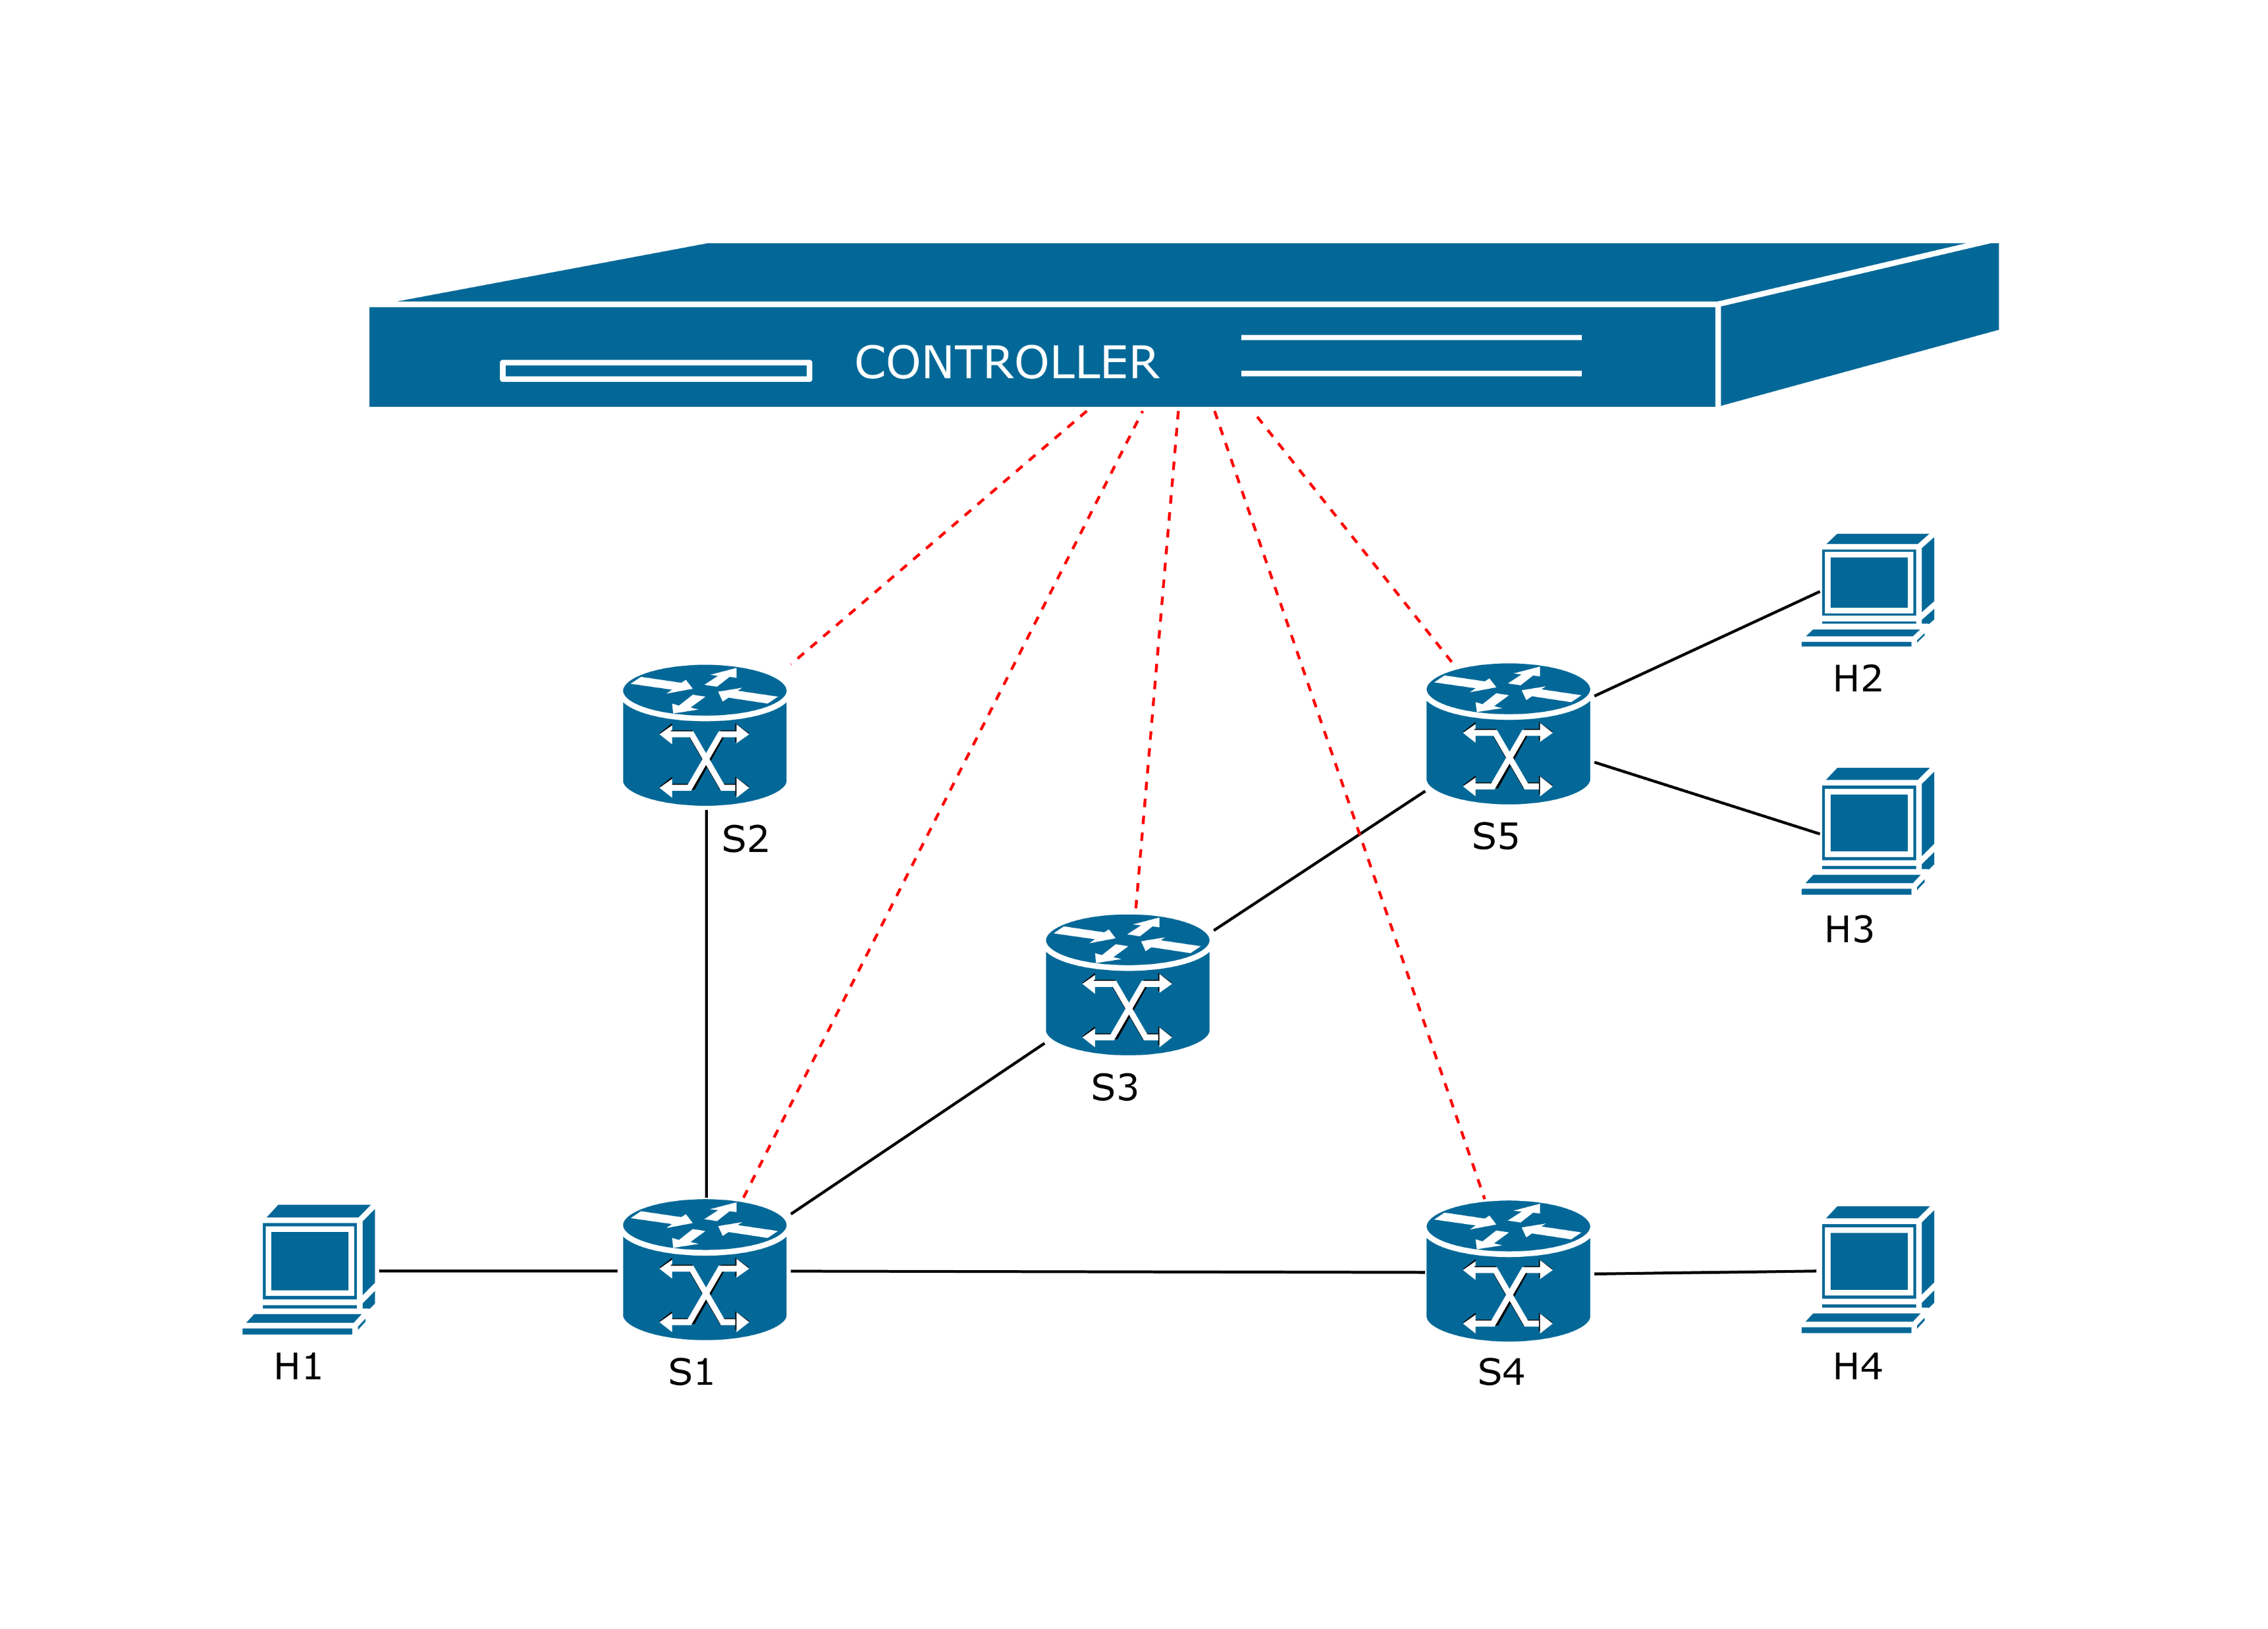 CONTROLLER
H2
S2
S5
H3
S3
H1
S1
S4
H4